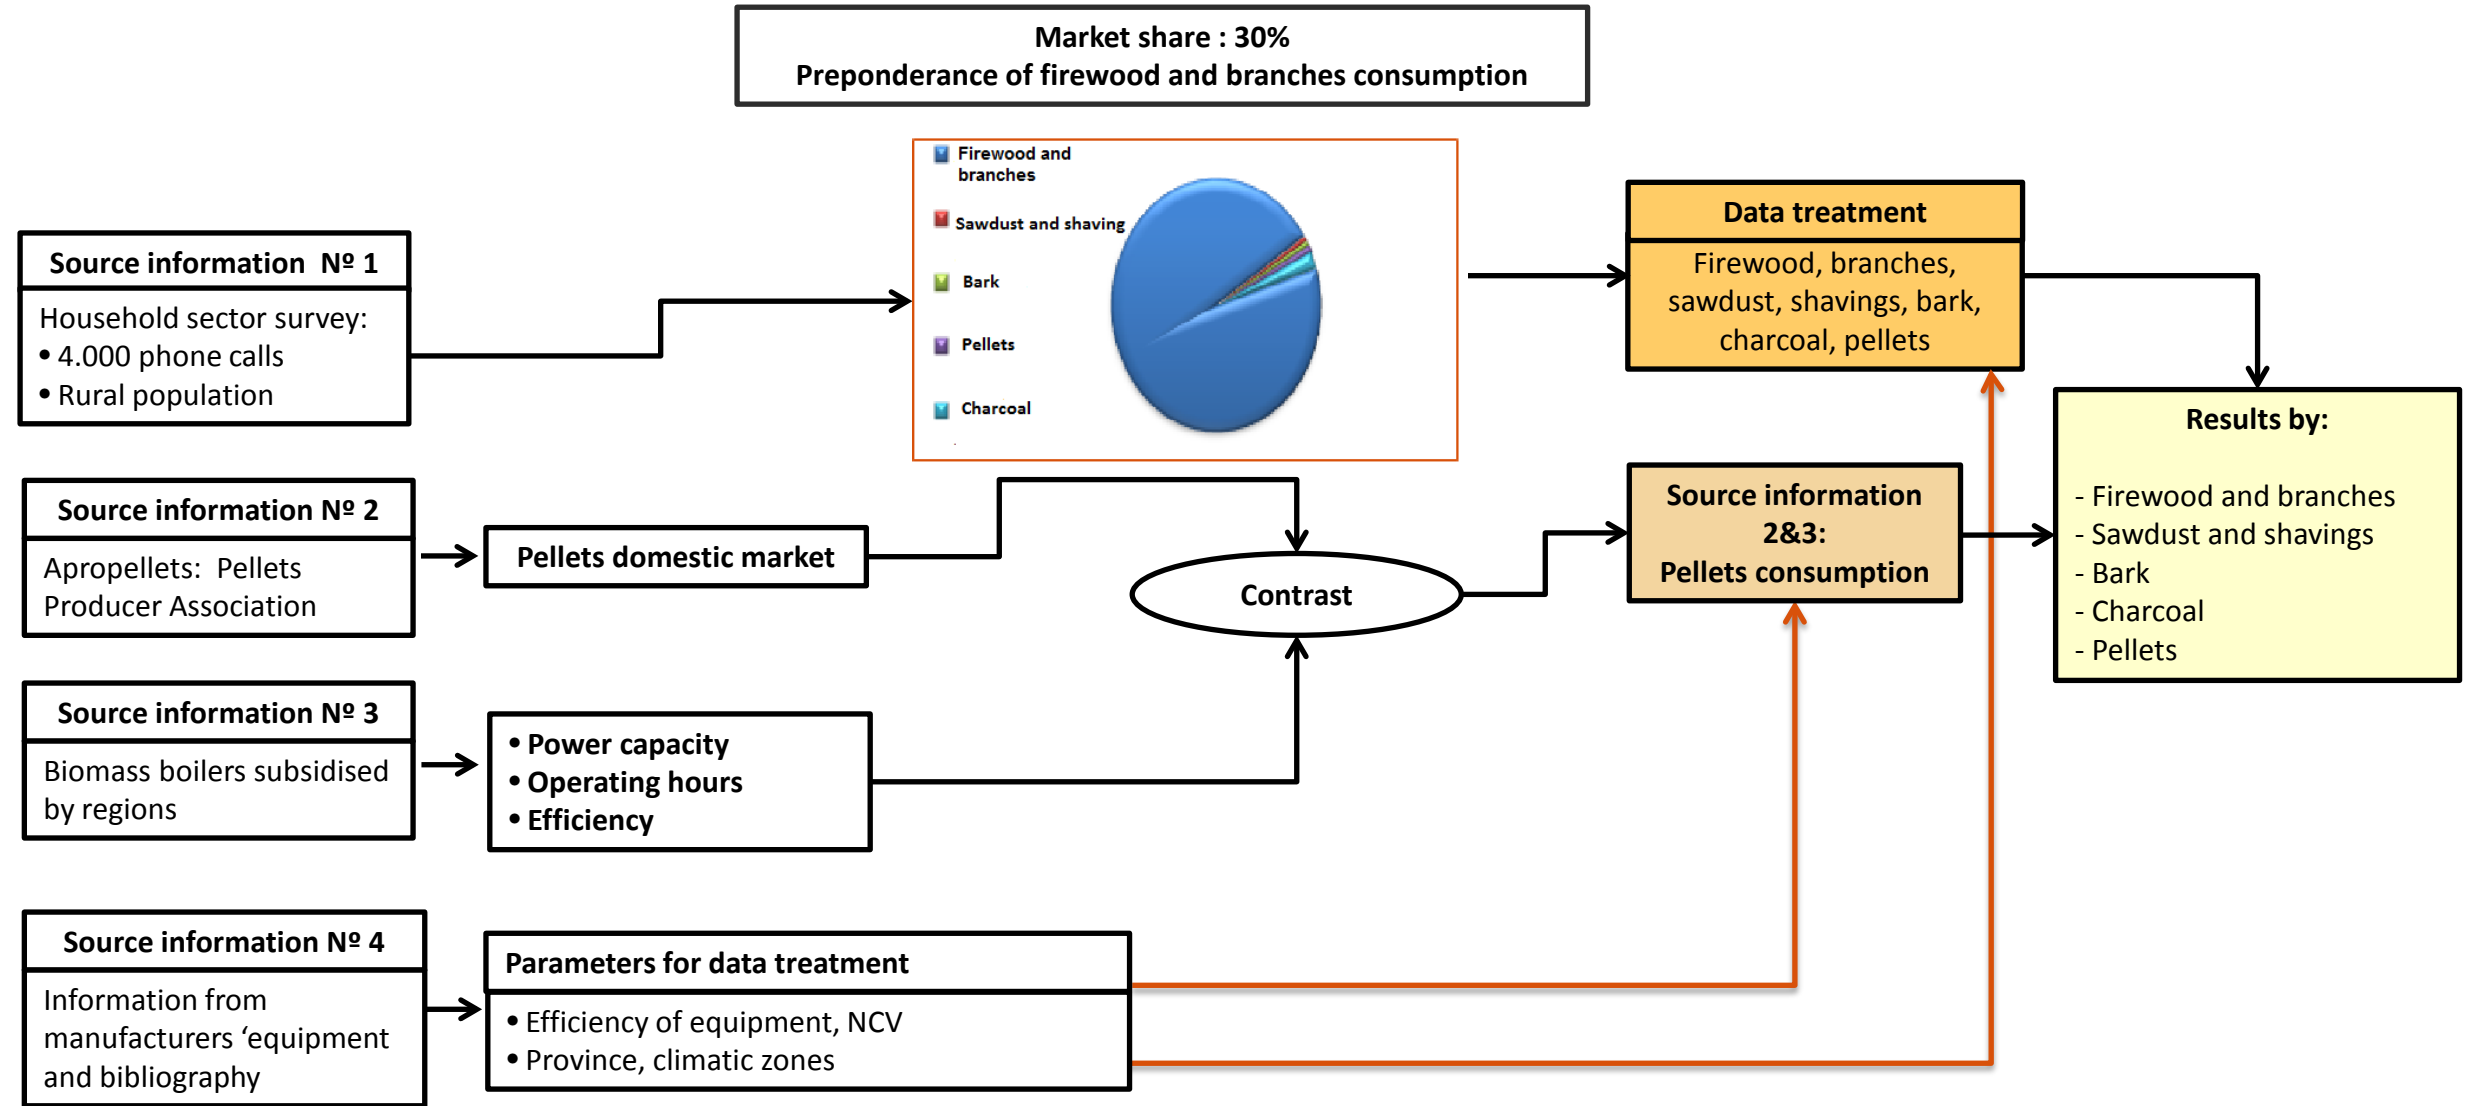 Market share : 30%
Preponderance of firewood and branches consumption
Firewood and
branches
Sawdust and shaving
Bark
Pellets
Charcoal
Source information  Nº 1
Household sector survey:
• 4.000 phone calls
• Rural population
Data treatment
Firewood, branches,
sawdust, shavings, bark,
charcoal, pellets
Source information Nº 2
Apropellets:  Pellets
Producer Association
Pellets domestic market
Contrast
Source information
2&3:
Pellets consumption
Results by:
- Firewood and branches
- Sawdust and shavings
- Bark
- Charcoal
- Pellets
Source information Nº 3
Biomass boilers subsidised
by regions
• Power capacity
• Operating hours
• Efficiency
Source information Nº 4
Information from
manufacturers ‘equipment
and bibliography
Parameters for data treatment
• Efficiency of equipment, NCV
• Province, climatic zones